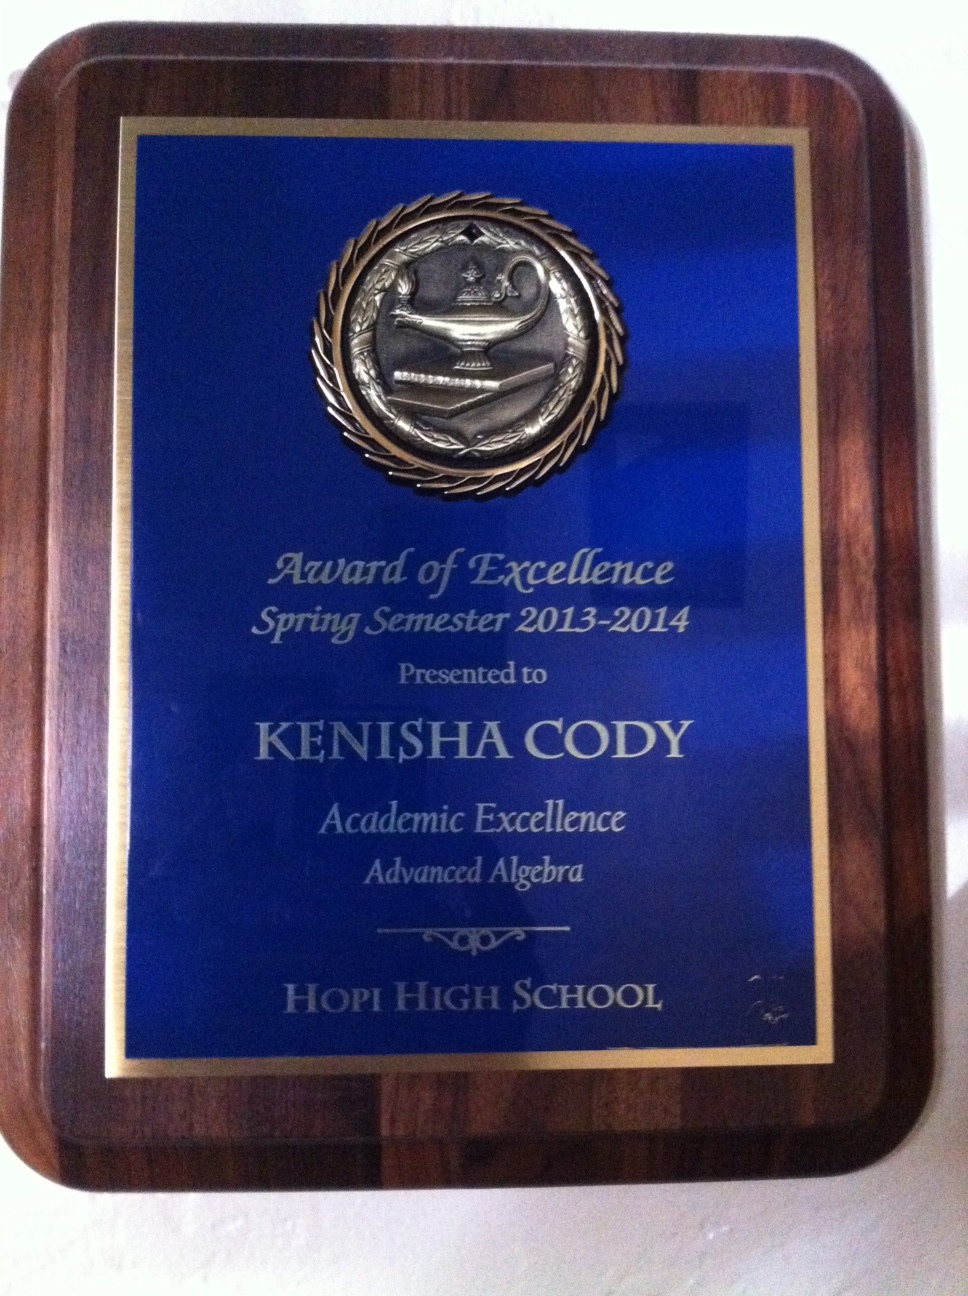 Award of Excellence
Spring Semester 2013-2014
Presented to
KENISHA CODY
Academic Excellence
Advanced Algebra
HOPI HIGH SCHOOL